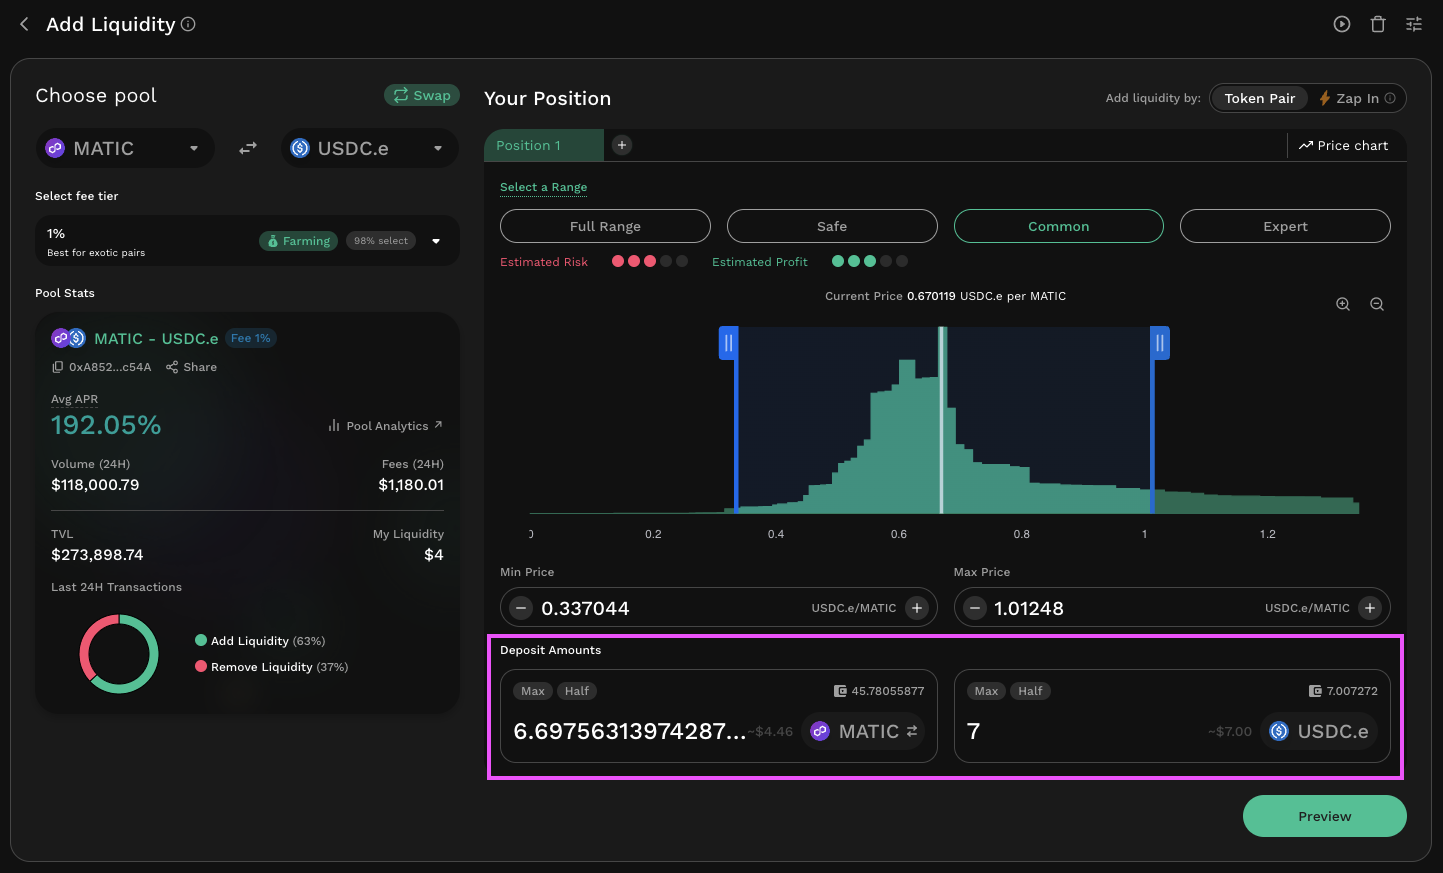 Add Liquidity
Choose pool
Swap
MATIC
USDC.e
Select fee tier
1%
Best for exotic pairs
Farming
98% select
Pool Stats
MATIC - USDC.e
Fee 1%
0xA852...c54A
Share
Avg APR
192.05%
Pool Analytics ↗
Volume (24H)
Fees (24H)
$118,000.79
$1,180.01
TVL
My Liquidity
$273,898.74
$4
Last 24H Transactions
Add Liquidity (63%)
Remove Liquidity (37%)
Your Position
Add liquidity by:
Token Pair
Zap In
Position 1
+
Price chart
Select a Range
Full Range
Safe
Common
Expert
Estimated Risk
Estimated Profit
Current Price 0.670119 USDC.e per MATIC
0
0.2
0.4
0.6
0.8
1
1.2
Min Price
Max Price
− 0.337044 USDC.e/MATIC +
− 1.01248 USDC.e/MATIC +
Deposit Amounts
Max
Half
45.78055877
6.69756313974287...
~$4.46
MATIC
Max
Half
7.007272
7
~$7.00
USDC.e
Preview